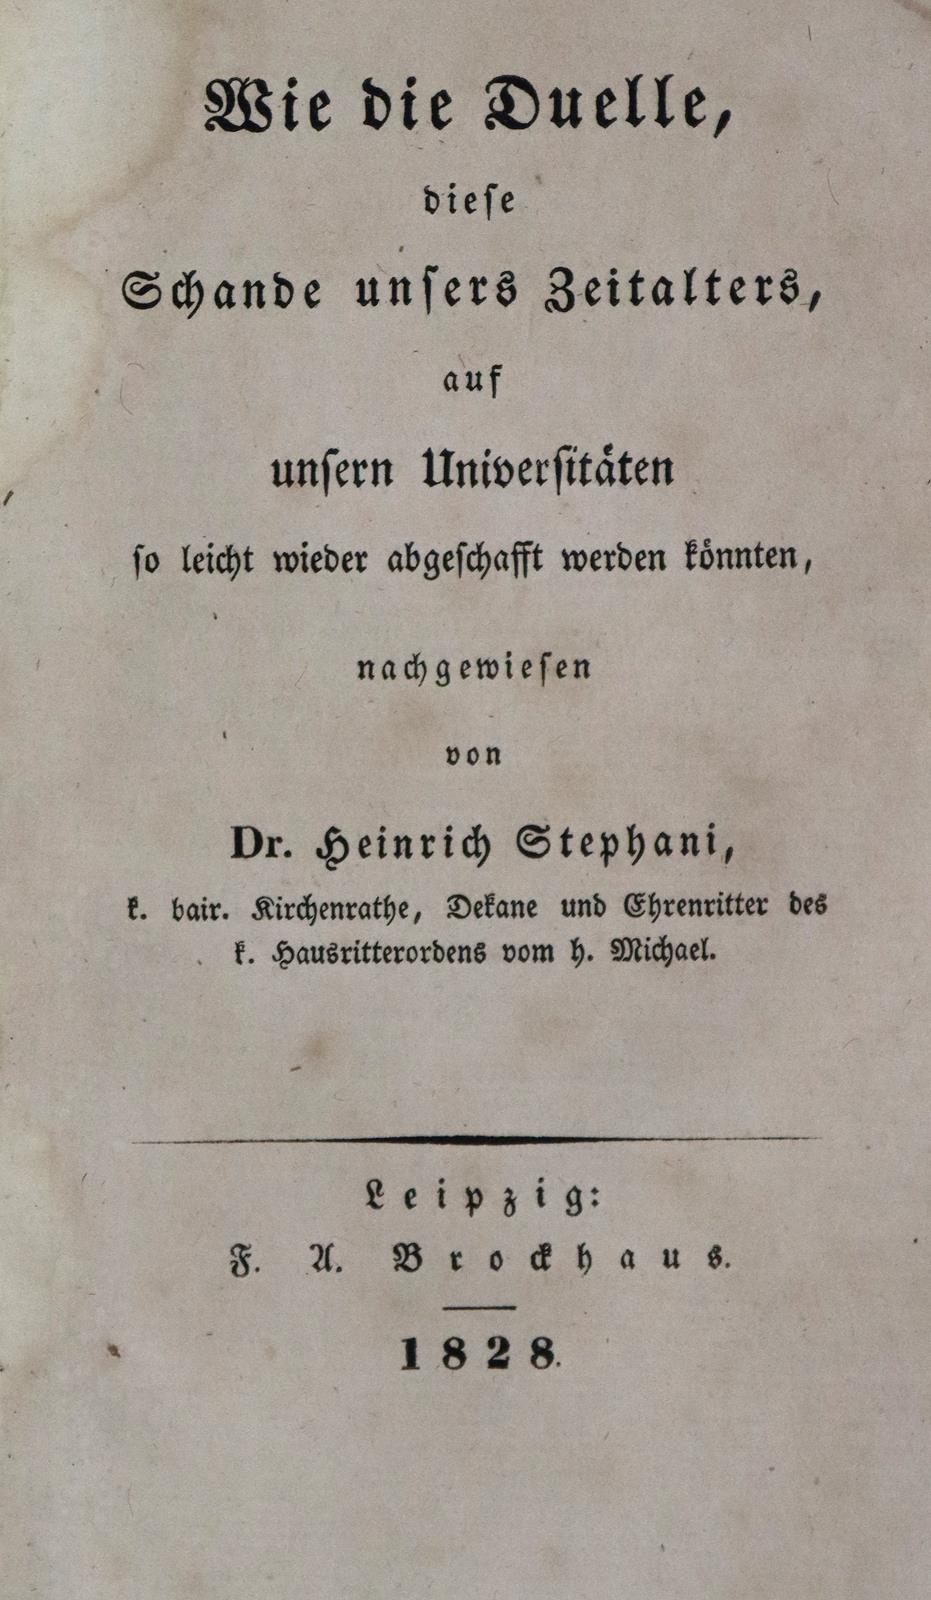 Wie die Duelle,
dieſe
Schande unſers Zeitalters,
auf
unſern Univerſitäten
ſo leicht wieder abgeſchafft werden könnten,
nachgewieſen
von
Dr. Heinrich Stephani,
k. bair. Kirchenrathe, Dekane und Ehrenritter des
k. Hausritterordens vom h. Michael.
Leipzig:
F. A. Brockhaus.
1828.